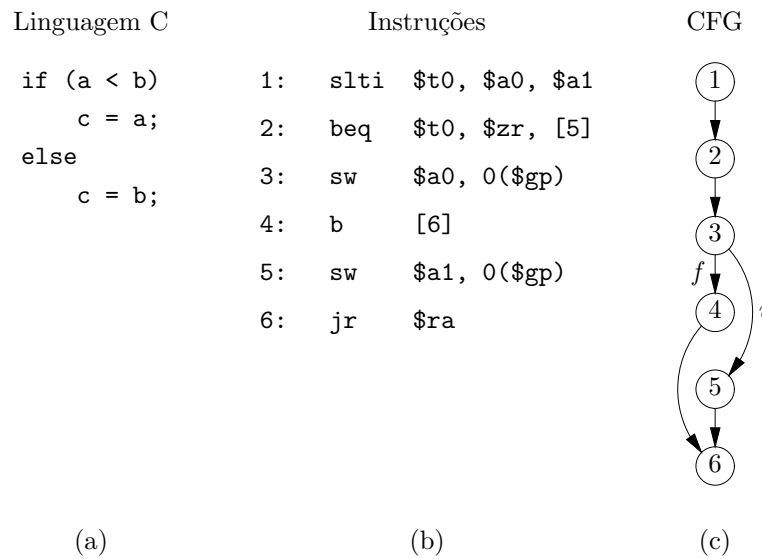 Linguagem C
if (a < b)
c = a;
else
c = b;
(a)
Instruções
1: slti $t0, $a0, $a1
2: beq $t0, $zr, [5]
3: sw $a0, 0($gp)
4: b [6]
5: sw $a1, 0($gp)
6: jr $ra
(b)
CFG
1
2
3
f
4
5
6
(c)